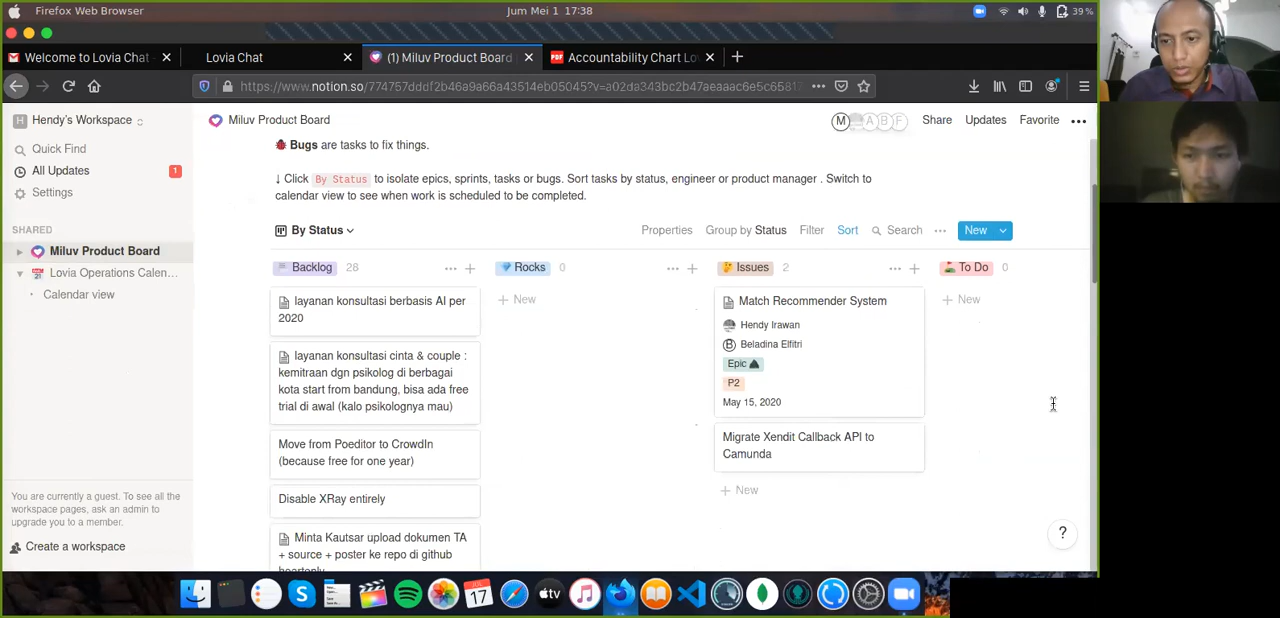 Firefox Web Browser
Jum Mei 1 17:38
39 %
Welcome to Lovia Chat -
Lovia Chat
(1) Miluv Product Board
Accountability Chart Lov
https://www.notion.so/774757dddf2b46a9a66a43514eb05045?v=a02da343bc2b47aeaaac6e5c65817
H Hendy's Workspace
Miluv Product Board
M A B F
Share
Updates
Favorite
Quick Find
All Updates 1
Settings
SHARED
Miluv Product Board
Lovia Operations Calen...
Calendar view
You are currently a guest. To see all the
workspace pages, ask an admin to
upgrade you to a member.
Create a workspace
Bugs are tasks to fix things.
↓ Click By Status to isolate epics, sprints, tasks or bugs. Sort tasks by status, engineer or product manager . Switch to
calendar view to see when work is scheduled to be completed.
By Status
Properties
Group by Status
Filter
Sort
Search
New
Backlog 28
layanan konsultasi berbasis AI per
2020
layanan konsultasi cinta & couple :
kemitraan dgn psikolog di berbagai
kota start from bandung, bisa ada free
trial di awal (kalo psikolognya mau)
Move from Poeditor to CrowdIn
(because free for one year)
Disable XRay entirely
Minta Kautsar upload dokumen TA
+ source + poster ke repo di github
Rocks 0
+ New
Issues 2
Match Recommender System
Hendy Irawan
B Beladina Elfitri
Epic
P2
May 15, 2020
Migrate Xendit Callback API to
Camunda
+ New
To Do 0
+ New
?
tv
17